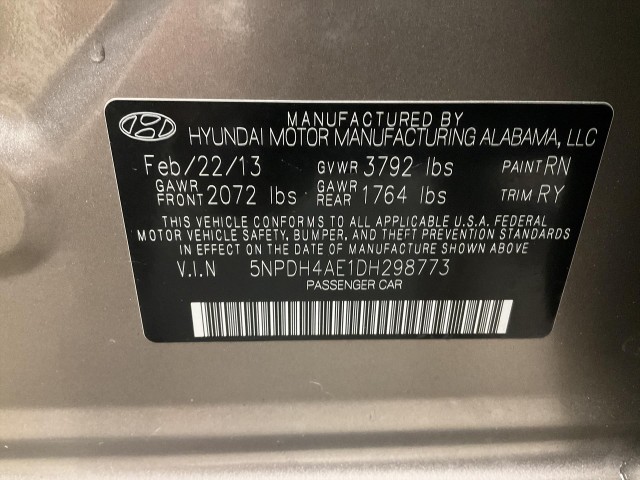 MANUFACTURED BY
HYUNDAI MOTOR MANUFACTURING ALABAMA, LLC
Feb/22/13 GVWR 3792 lbs PAINT RN
GAWR FRONT 2072 lbs GAWR REAR 1764 lbs TRIM RY
THIS VEHICLE CONFORMS TO ALL APPLICABLE U.S.A. FEDERAL
MOTOR VEHICLE SAFETY, BUMPER, AND THEFT PREVENTION STANDARDS
IN EFFECT ON THE DATE OF MANUFACTURE SHOWN ABOVE
V.I.N 5NPDH4AE1DH298773
PASSENGER CAR